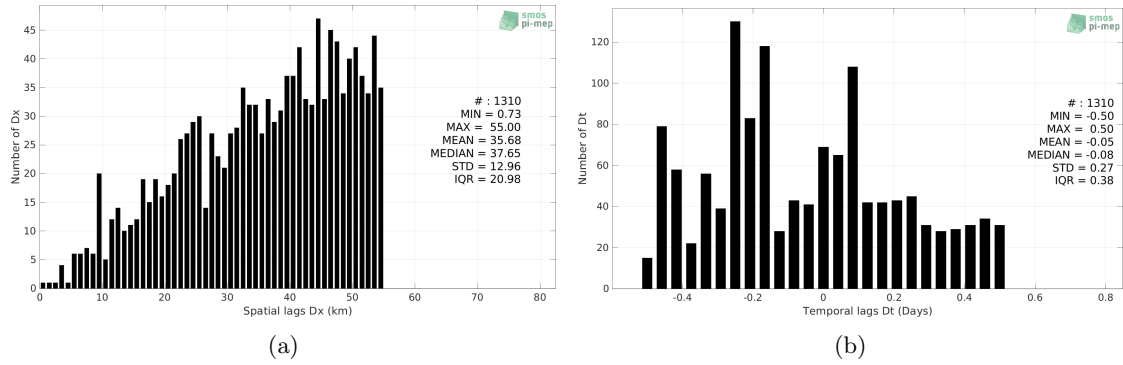 smos
pi-mep
Number of Dx
45
40
35
30
25
20
15
10
5
0
# : 1310
MIN = 0.73
MAX = 55.00
MEAN = 35.68
MEDIAN = 37.65
STD = 12.96
IQR = 20.98
0 10 20 30 40 50 60 70 80
Spatial lags Dx (km)
(a)
smos
pi-mep
Number of Dt
120
100
80
60
40
20
0
# : 1310
MIN = -0.50
MAX = 0.50
MEAN = -0.05
MEDIAN = -0.08
STD = 0.27
IQR = 0.38
-0.4 -0.2 0 0.2 0.4 0.6 0.8
Temporal lags Dt (Days)
(b)